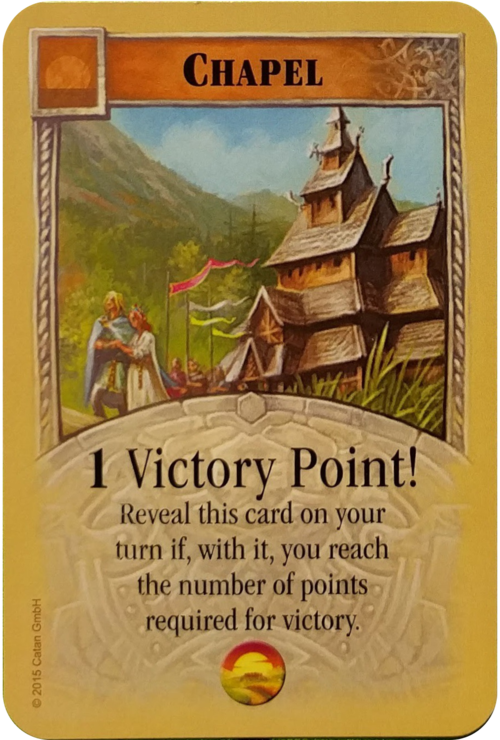 CHAPEL
1 Victory Point!
Reveal this card on your
turn if, with it, you reach
the number of points
required for victory.
© 2015 Catan GmbH